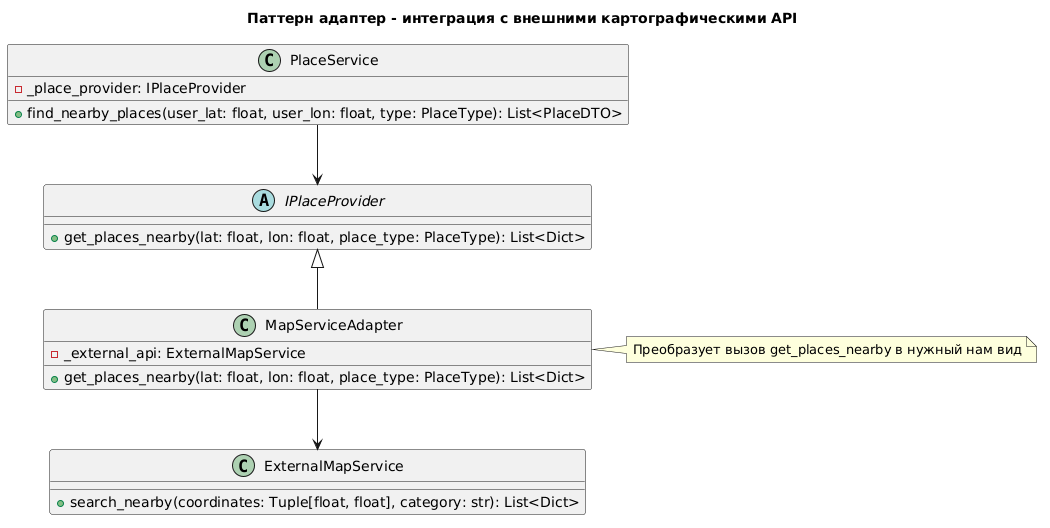 Паттерн адаптер - интеграция с внешними картографическими API
C PlaceService
_place_provider: IPlaceProvider
find_nearby_places(user_lat: float, user_lon: float, type: PlaceType): List<PlaceDTO>
A IPlaceProvider
get_places_nearby(lat: float, lon: float, place_type: PlaceType): List<Dict>
C MapServiceAdapter
_external_api: ExternalMapService
get_places_nearby(lat: float, lon: float, place_type: PlaceType): List<Dict>
Преобразует вызов get_places_nearby в нужный нам вид
C ExternalMapService
search_nearby(coordinates: Tuple[float, float], category: str): List<Dict>